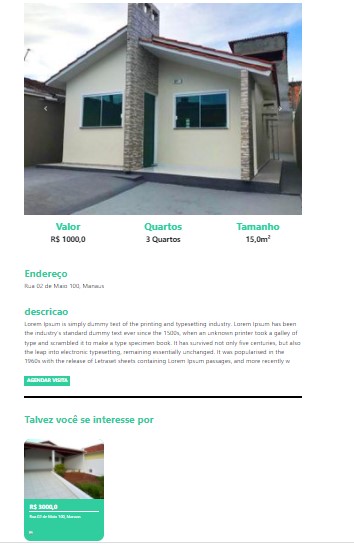 Valor Quartos Tamanho
R$ 1000,0 3 Quartos 15,0m²
Endereço
Rua 02 de Maio 100, Manaus
descricao
Lorem Ipsum is simply dummy text of the printing and typesetting industry. Lorem Ipsum has been
the industry's standard dummy text ever since the 1500s, when an unknown printer took a galley of
type and scrambled it to make a type specimen book. It has survived not only five centuries, but also
the leap into electronic typesetting, remaining essentially unchanged. It was popularised in the
1960s with the release of Letraset sheets containing Lorem Ipsum passages, and more recently w
AGENDAR VISITA
Talvez você se interesse por
R$ 3000,0
Rua 02 de Maio 100, Manaus